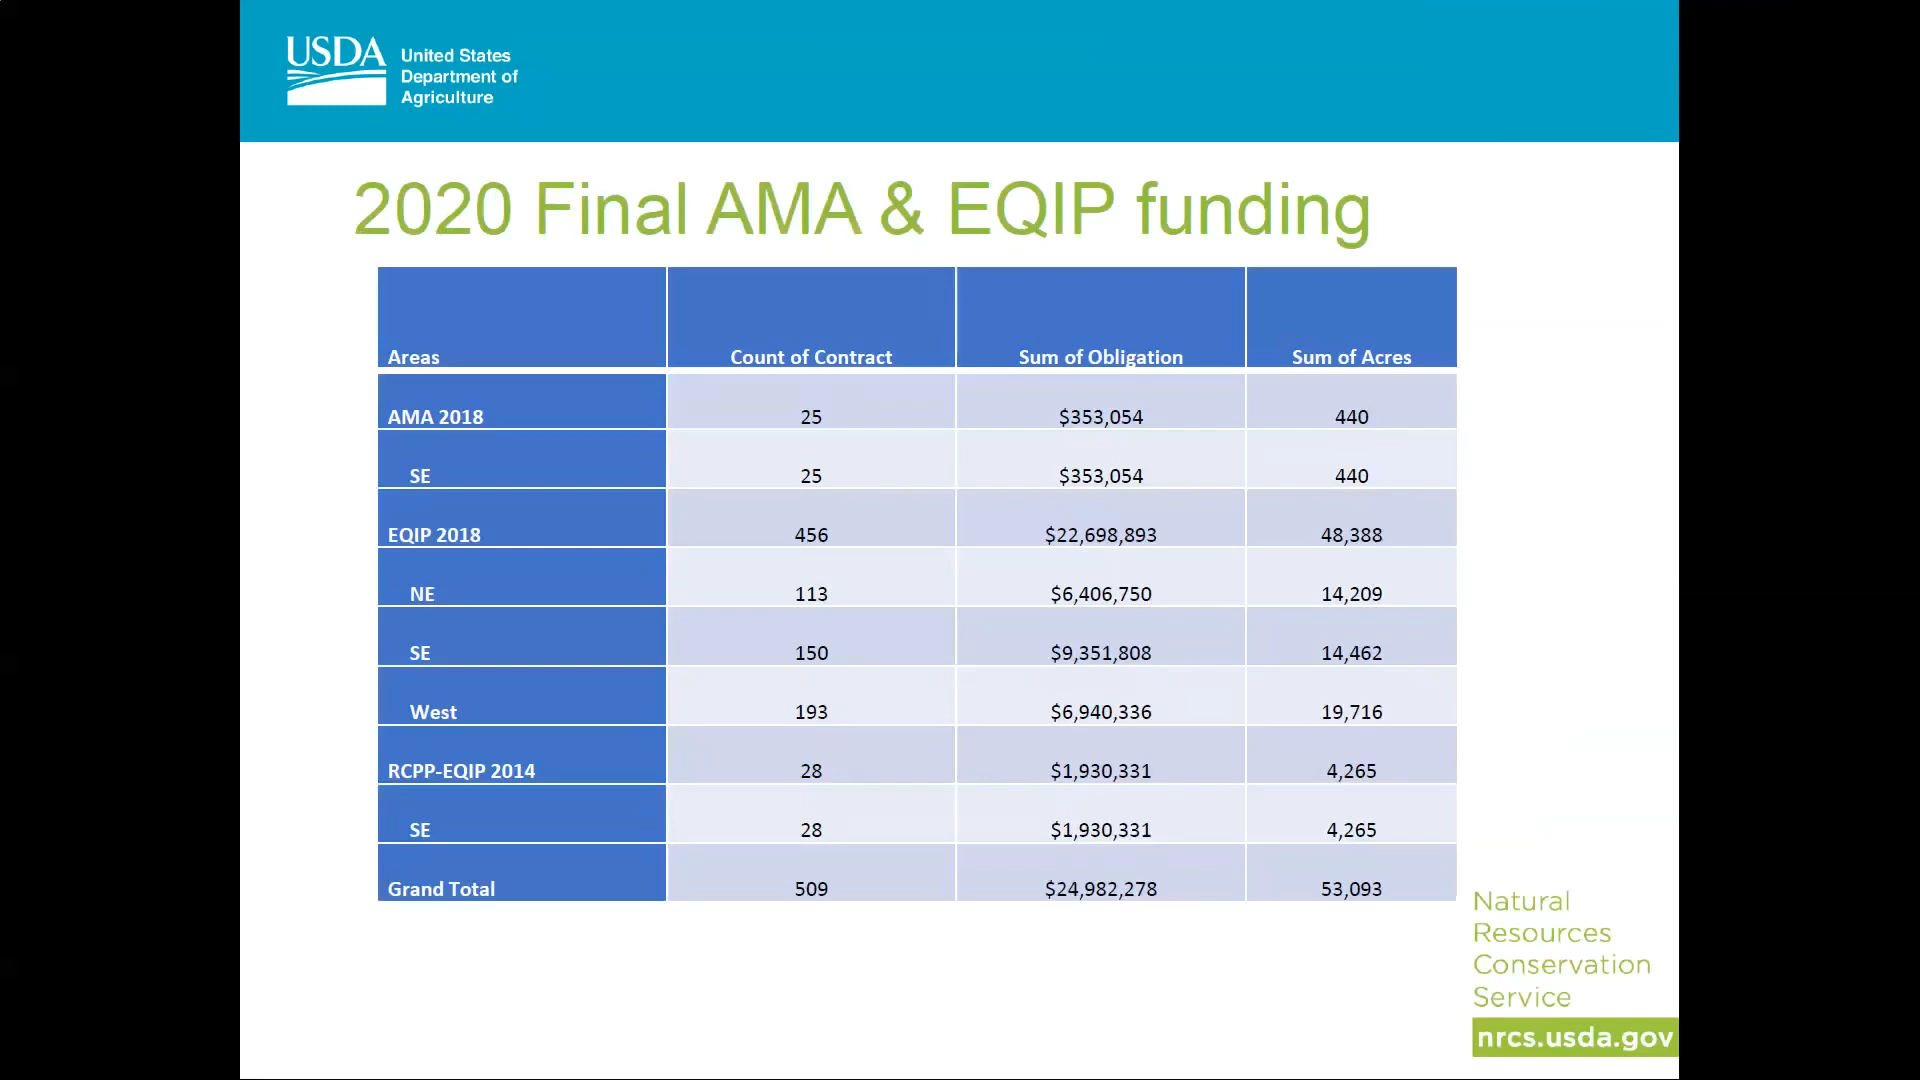 USDA
United States
Department of
Agriculture
2020 Final AMA & EQIP funding
Areas Count of Contract Sum of Obligation Sum of Acres
AMA 2018 25 $353,054 440
SE 25 $353,054 440
EQIP 2018 456 $22,698,893 48,388
NE 113 $6,406,750 14,209
SE 150 $9,351,808 14,462
West 193 $6,940,336 19,716
RCPP-EQIP 2014 28 $1,930,331 4,265
SE 28 $1,930,331 4,265
Grand Total 509 $24,982,278 53,093
Natural
Resources
Conservation
Service
nrcs.usda.gov